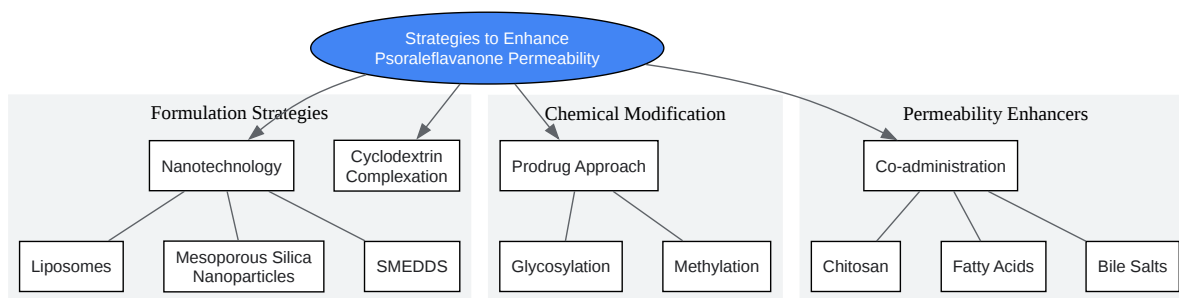 Strategies to Enhance
Psoraleflavanone Permeability
Formulation Strategies
Chemical Modification
Permeability Enhancers
Nanotechnology
Cyclodextrin
Complexation
Prodrug Approach
Co-administration
Liposomes
Mesoporous Silica
Nanoparticles
SMEDDS
Glycosylation
Methylation
Chitosan
Fatty Acids
Bile Salts